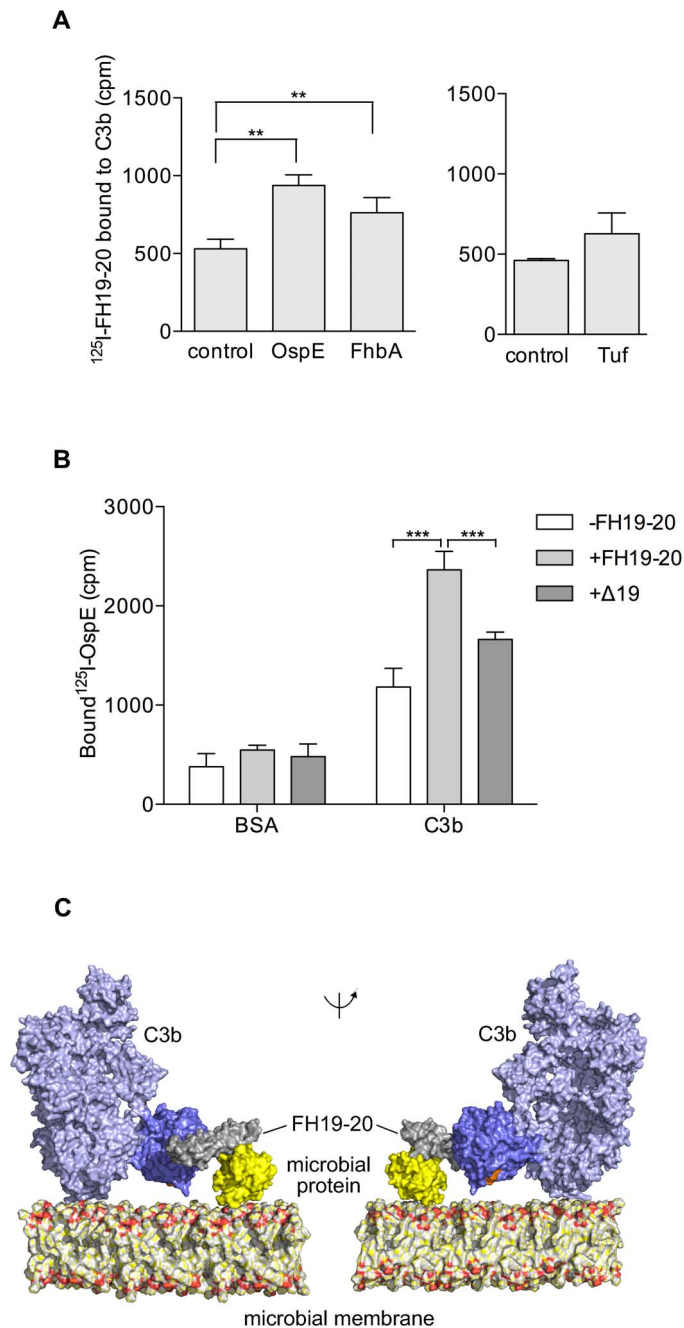 A
¹²⁵I-FH19-20 bound to C3b (cpm)
1500
1000
500
0
**
**
control OspE FhbA
1500
1000
500
0
control Tuf
B
Bound¹²⁵I-OspE (cpm)
3000
2000
1000
0
*** ***
BSA C3b
-FH19-20
+FH19-20
+Δ19
C
C3b
C3b
FH19-20
microbial
protein
microbial membrane